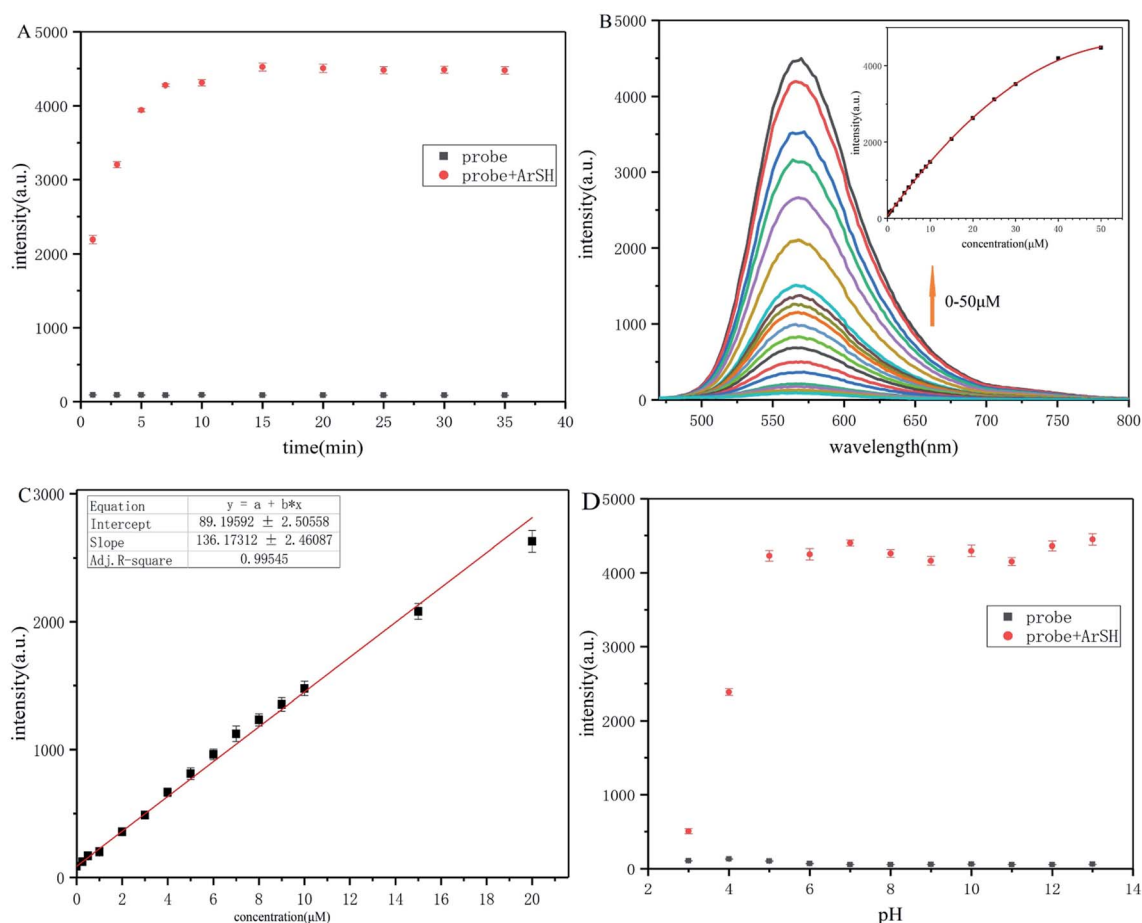 A
5000
4000
3000
2000
1000
0
intensity(a.u.)
probe
probe+ArSH
0 5 10 15 20 25 30 35 40
time(min)
B
5000
4500
4000
3500
3000
2500
2000
1500
1000
500
0
intensity(a.u.)
4000
2000
0
intensity(a.u.)
0 10 20 30 40 50
concentration(μM)
0-50μM
500 550 600 650 700 750 800
wavelength(nm)
C
3000
2000
1000
0
intensity(a.u.)
Equation y = a + b*x
Intercept 89.19592 ± 2.50558
Slope 136.17312 ± 2.46087
Adj.R-square 0.99545
0 2 4 6 8 10 12 14 16 18 20
concentration(μM)
D
5000
4000
3000
2000
1000
0
intensity(a.u.)
probe
probe+ArSH
2 4 6 8 10 12 14
pH